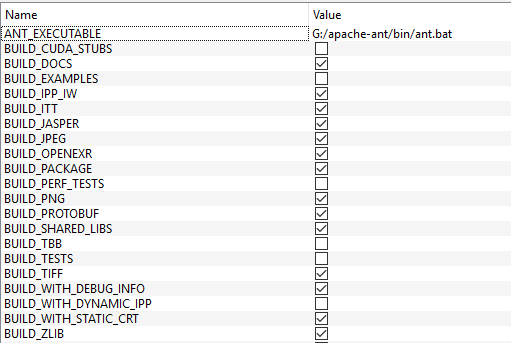 Name Value
ANT_EXECUTABLE G:/apache-ant/bin/ant.bat
BUILD_CUDA_STUBS
BUILD_DOCS
BUILD_EXAMPLES
BUILD_IPP_IW
BUILD_ITT
BUILD_JASPER
BUILD_JPEG
BUILD_OPENEXR
BUILD_PACKAGE
BUILD_PERF_TESTS
BUILD_PNG
BUILD_PROTOBUF
BUILD_SHARED_LIBS
BUILD_TBB
BUILD_TESTS
BUILD_TIFF
BUILD_WITH_DEBUG_INFO
BUILD_WITH_DYNAMIC_IPP
BUILD_WITH_STATIC_CRT
BUILD_ZLIB